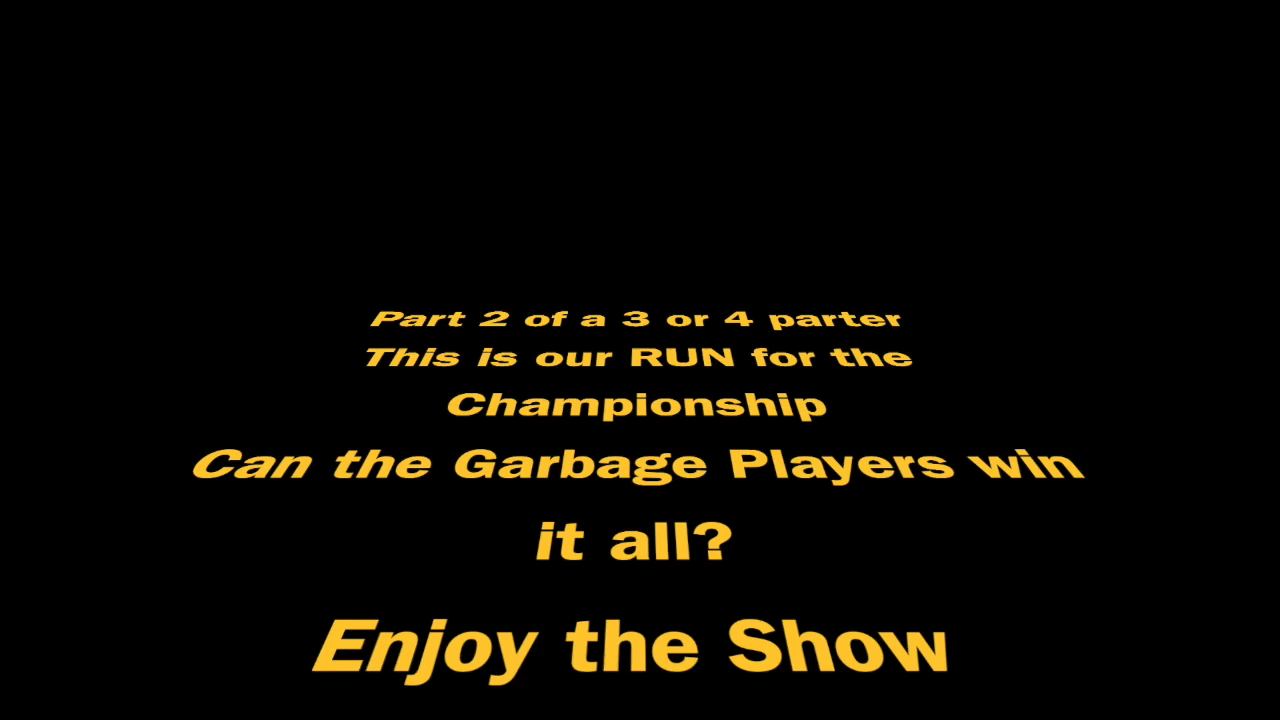 Part 2 of a 3 or 4 parter
This is our RUN for the
Championship
Can the Garbage Players win
it all?
Enjoy the Show